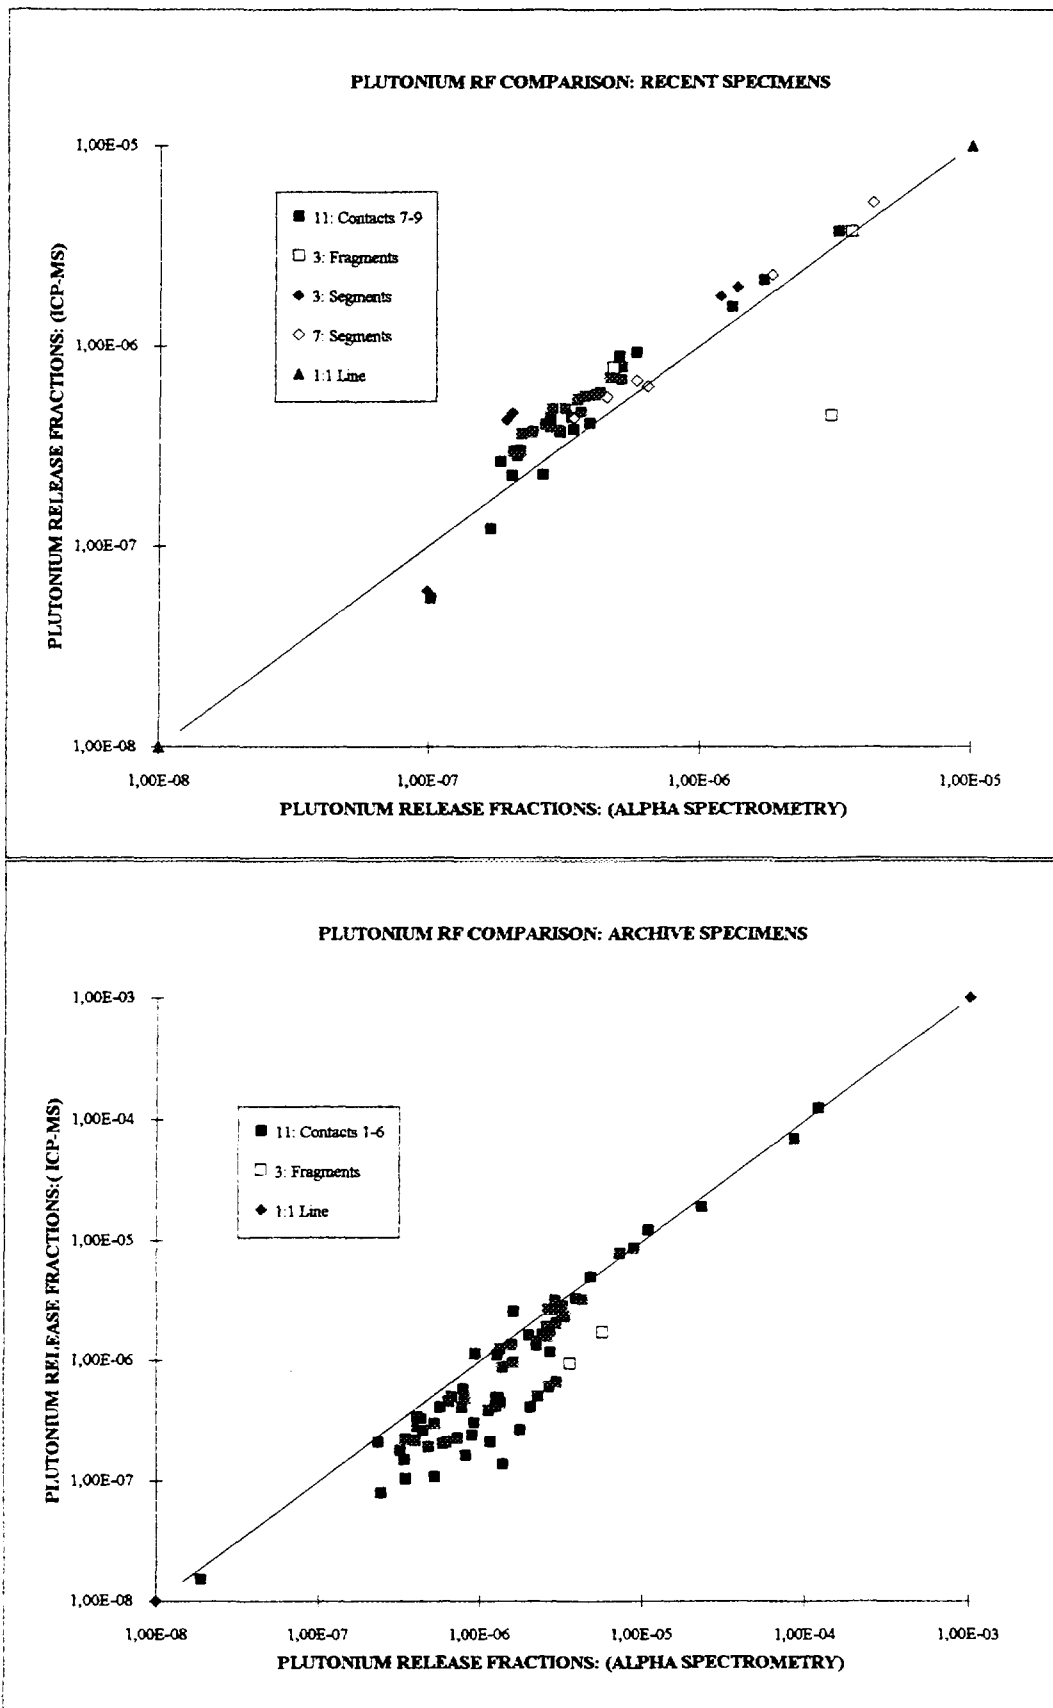 PLUTONIUM RF COMPARISON: RECENT SPECIMENS
PLUTONIUM RELEASE FRACTIONS: (ICP-MS)
1,00E-05
1,00E-06
1,00E-07
1,00E-08
11: Contacts 7-9
3: Fragments
3: Segments
7: Segments
1:1 Line
1,00E-08
1,00E-07
1,00E-06
1,00E-05
PLUTONIUM RELEASE FRACTIONS: (ALPHA SPECTROMETRY)
PLUTONIUM RF COMPARISON: ARCHIVE SPECIMENS
PLUTONIUM RELEASE FRACTIONS:( ICP-MS)
1,00E-03
1,00E-04
1,00E-05
1,00E-06
1,00E-07
1,00E-08
11: Contacts 1-6
3: Fragments
1:1 Line
1,00E-08
1,00E-07
1,00E-06
1,00E-05
1,00E-04
1,00E-03
PLUTONIUM RELEASE FRACTIONS: (ALPHA SPECTROMETRY)